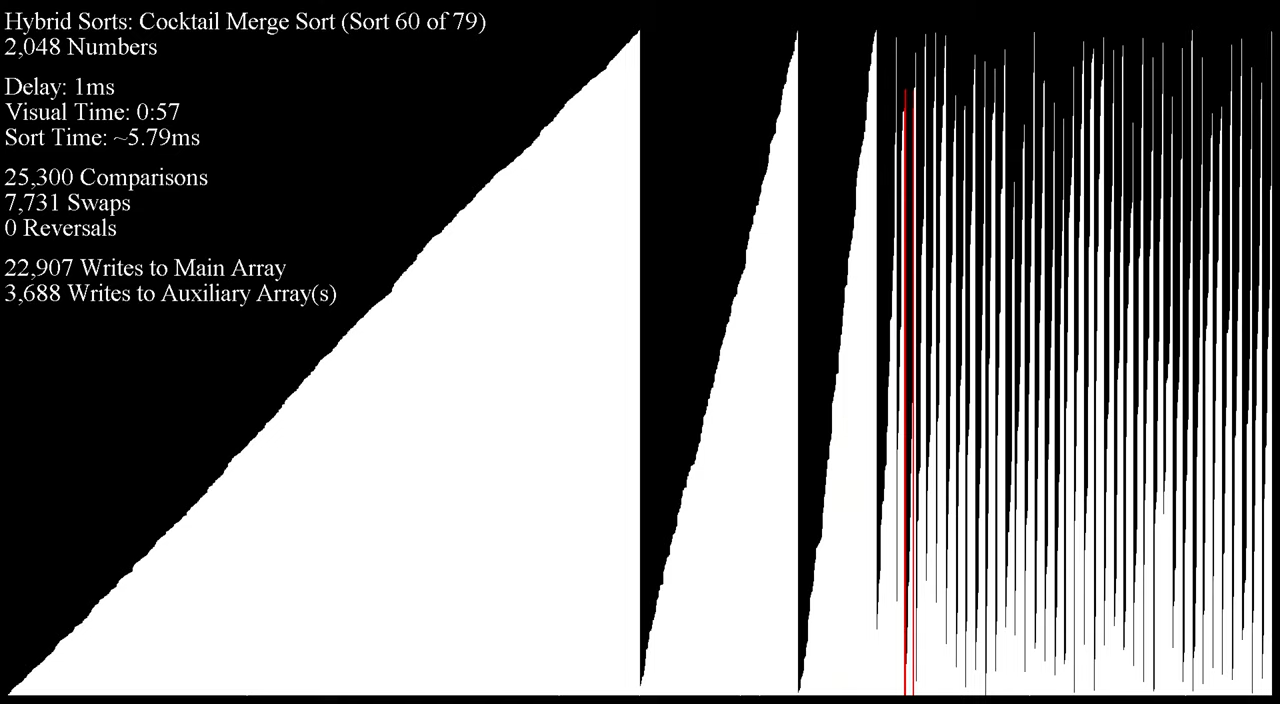 Hybrid Sorts: Cocktail Merge Sort (Sort 60 of 79)
2,048 Numbers
Delay: 1ms
Visual Time: 0:57
Sort Time: ~5.79ms
25,300 Comparisons
7,731 Swaps
0 Reversals
22,907 Writes to Main Array
3,688 Writes to Auxiliary Array(s)